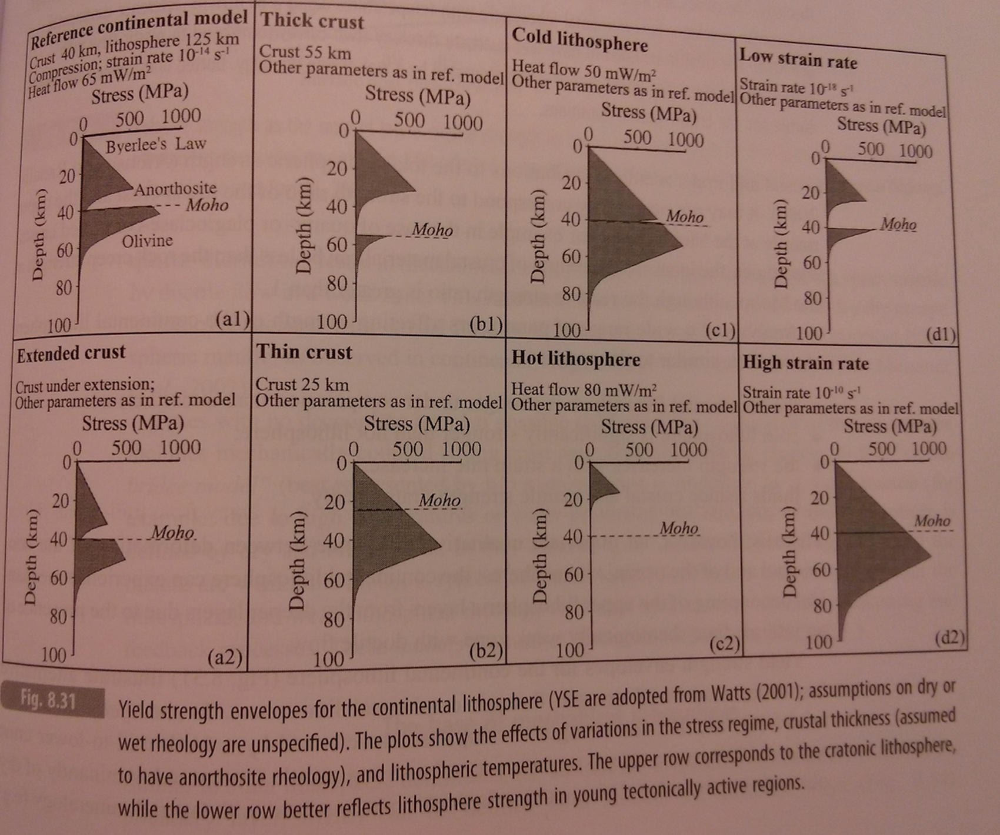 Reference continental model
Crust 40 km, lithosphere 125 km
Compression; strain rate 10⁻¹⁴ s⁻¹
Heat flow 65 mW/m²
Stress (MPa)
0 500 1000
0
Byerlee's Law
20
Anorthosite
Moho
40
Olivine
60
80
100
Depth (km)
(a1)
Thick crust
Crust 55 km
Other parameters as in ref. model
Stress (MPa)
0 500 1000
0
20
40
Moho
60
80
100
Depth (km)
(b1)
Cold lithosphere
Heat flow 50 mW/m²
Other parameters as in ref. model
Stress (MPa)
0 500 1000
0
20
40
Moho
60
80
100
Depth (km)
(c1)
Low strain rate
Strain rate 10⁻¹⁸ s⁻¹
Other parameters as in ref. model
Stress (MPa)
0 500 1000
0
20
40
Moho
60
80
100
Depth (km)
(d1)
Extended crust
Crust under extension;
Other parameters as in ref. model
Stress (MPa)
0 500 1000
0
20
40
Moho
60
80
100
Depth (km)
(a2)
Thin crust
Crust 25 km
Other parameters as in ref. model
Stress (MPa)
0 500 1000
0
20
Moho
40
60
80
100
Depth (km)
(b2)
Hot lithosphere
Heat flow 80 mW/m²
Other parameters as in ref. model
Stress (MPa)
0 500 1000
0
20
40
Moho
60
80
100
Depth (km)
(c2)
High strain rate
Strain rate 10⁻¹⁰ s⁻¹
Other parameters as in ref. model
Stress (MPa)
0 500 1000
0
20
40
Moho
60
80
100
Depth (km)
(d2)
Fig. 8.31
Yield strength envelopes for the continental lithosphere (YSE are adopted from Watts (2001); assumptions on dry or
wet rheology are unspecified). The plots show the effects of variations in the stress regime, crustal thickness (assumed
to have anorthosite rheology), and lithospheric temperatures. The upper row corresponds to the cratonic lithosphere,
while the lower row better reflects lithosphere strength in young tectonically active regions.